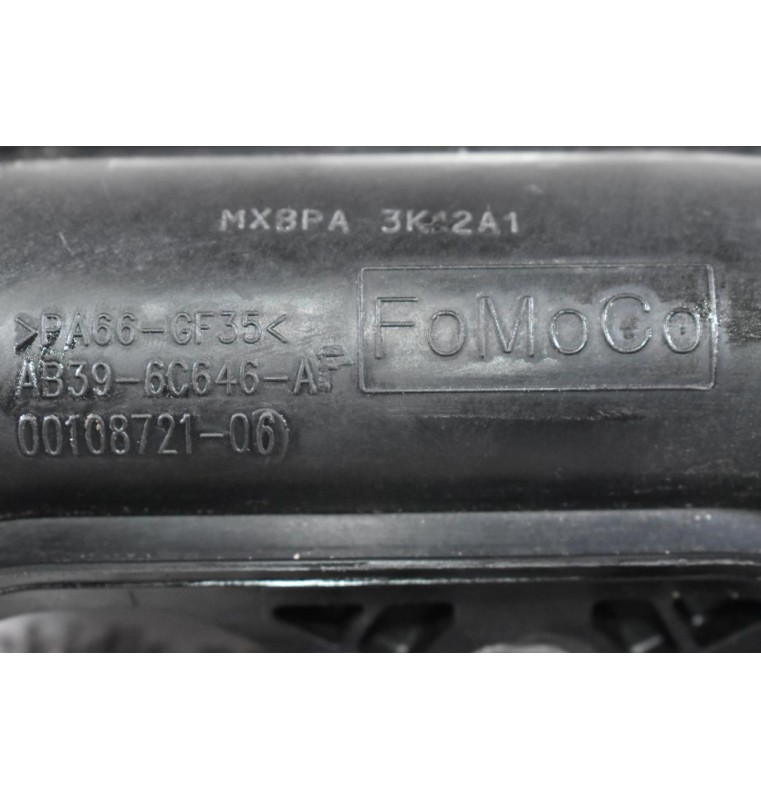 MX8PA 3K42A1
FoMoCo
>PA66-GF35<
AB39-6C646-A
00108721-06